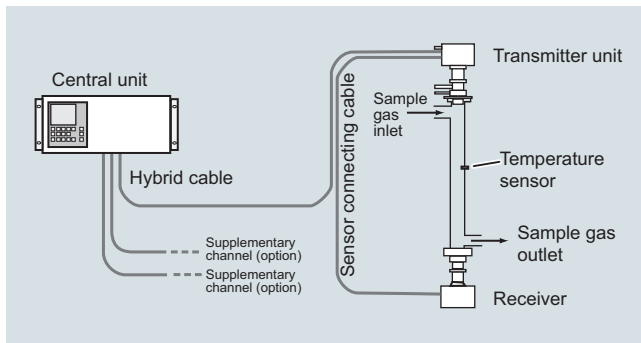 Central unit
Transmitter unit
Sample
gas
inlet
Sensor connecting cable
Hybrid cable
Temperature
sensor
Supplementary
channel (option)
Supplementary
channel (option)
Sample gas
outlet
Receiver